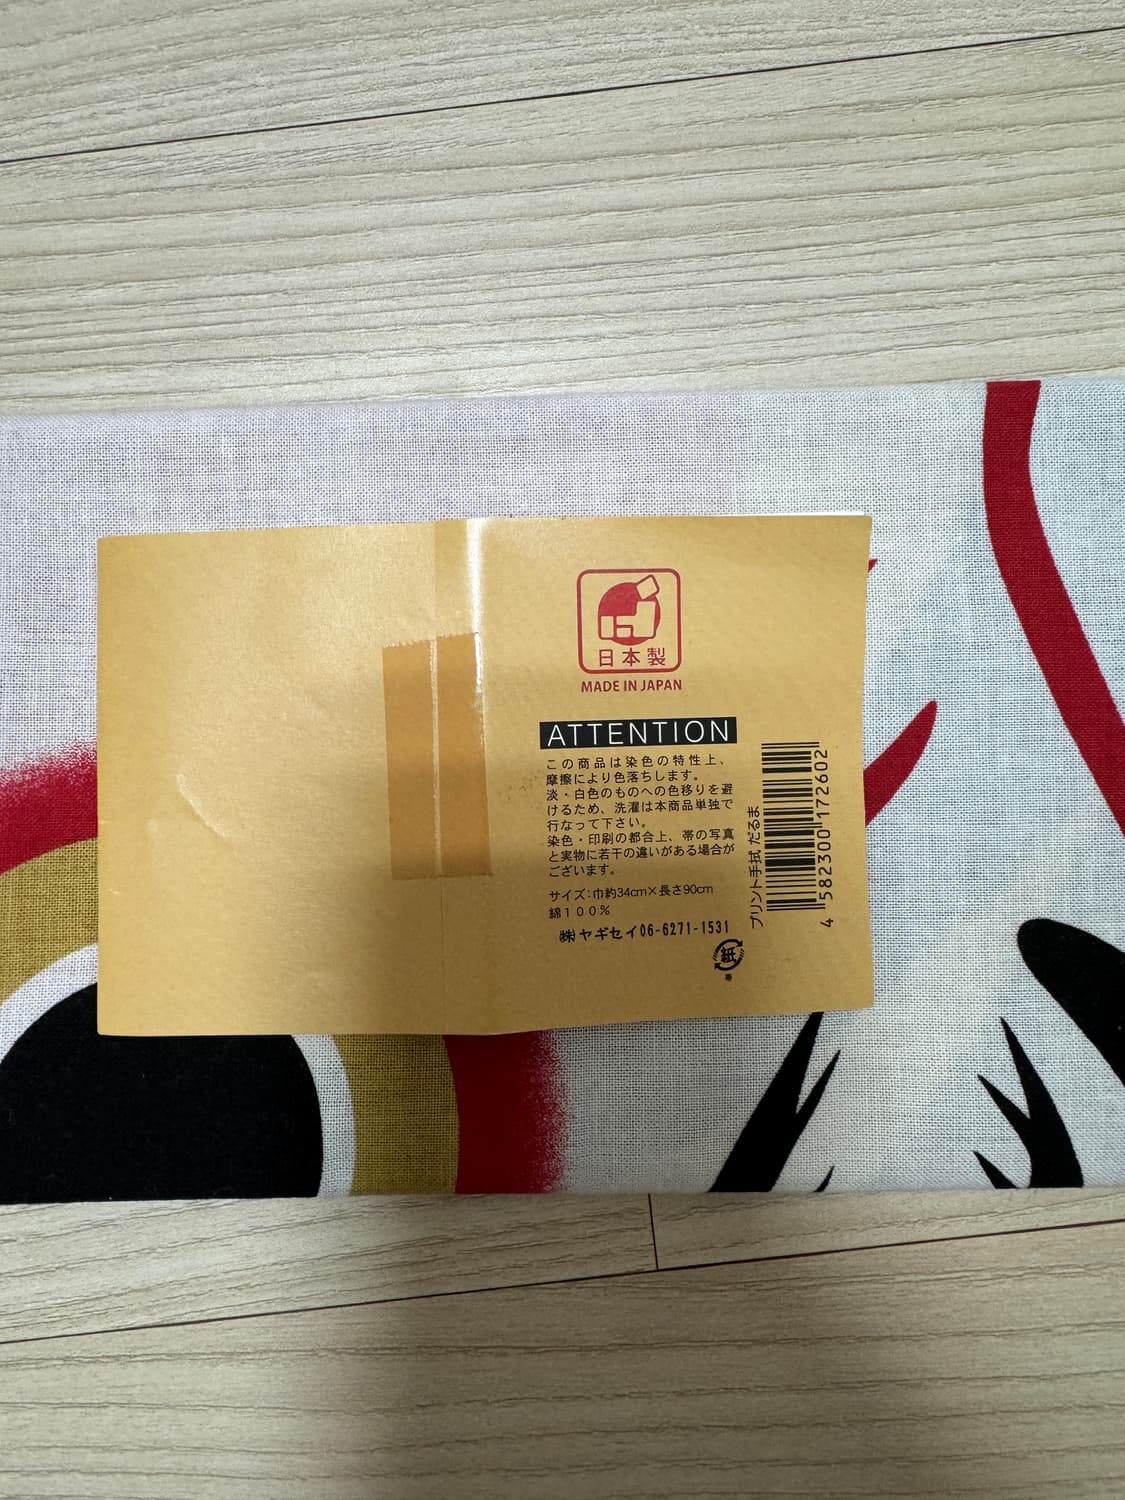 日本製
MADE IN JAPAN
ATTENTION
この商品は染色の特性上、
摩擦により色落ちします。
淡・白色のものへの色移りを避
けるため、洗濯は本商品単独で
行なって下さい。
染色・印刷の都合上、帯の写真
と実物に若干の違いがある場合が
ございます。
サイズ:巾約34cm×長さ90cm
綿100%
㈱ヤギセイ06-6271-1531
紙
帯
プリント手拭 だるま
4582300172602